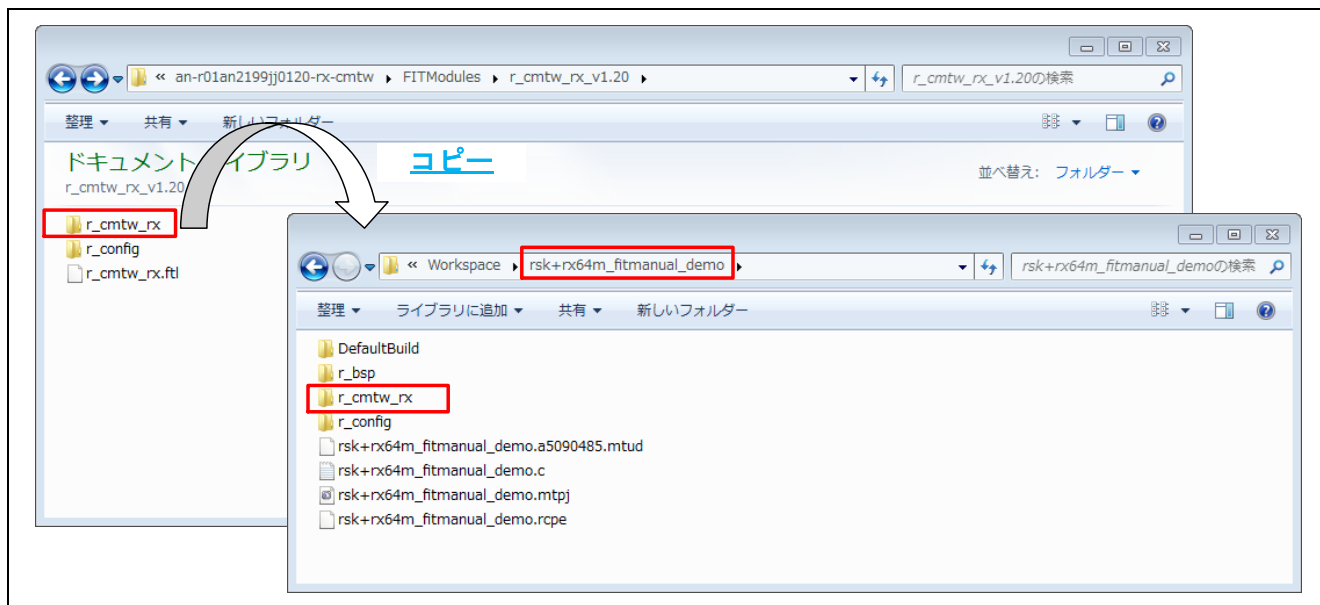 « an-r01an2199jj0120-rx-cmtw ▸ FITModules ▸ r_cmtw_rx_v1.20 ▸
r_cmtw_rx_v1.20の検索
整理 ▼ 共有 ▼ 新しいフォルダー
ドキュメント ライブラリ
r_cmtw_rx_v1.20
コピー
並べ替え: フォルダー ▼
r_cmtw_rx
r_config
r_cmtw_rx.ftl
« Workspace ▸ rsk+rx64m_fitmanual_demo ▸
rsk+rx64m_fitmanual_demoの検索
整理 ▼ ライブラリに追加 ▼ 共有 ▼ 新しいフォルダー
DefaultBuild
r_bsp
r_cmtw_rx
r_config
rsk+rx64m_fitmanual_demo.a5090485.mtud
rsk+rx64m_fitmanual_demo.c
rsk+rx64m_fitmanual_demo.mtpj
rsk+rx64m_fitmanual_demo.rcpe